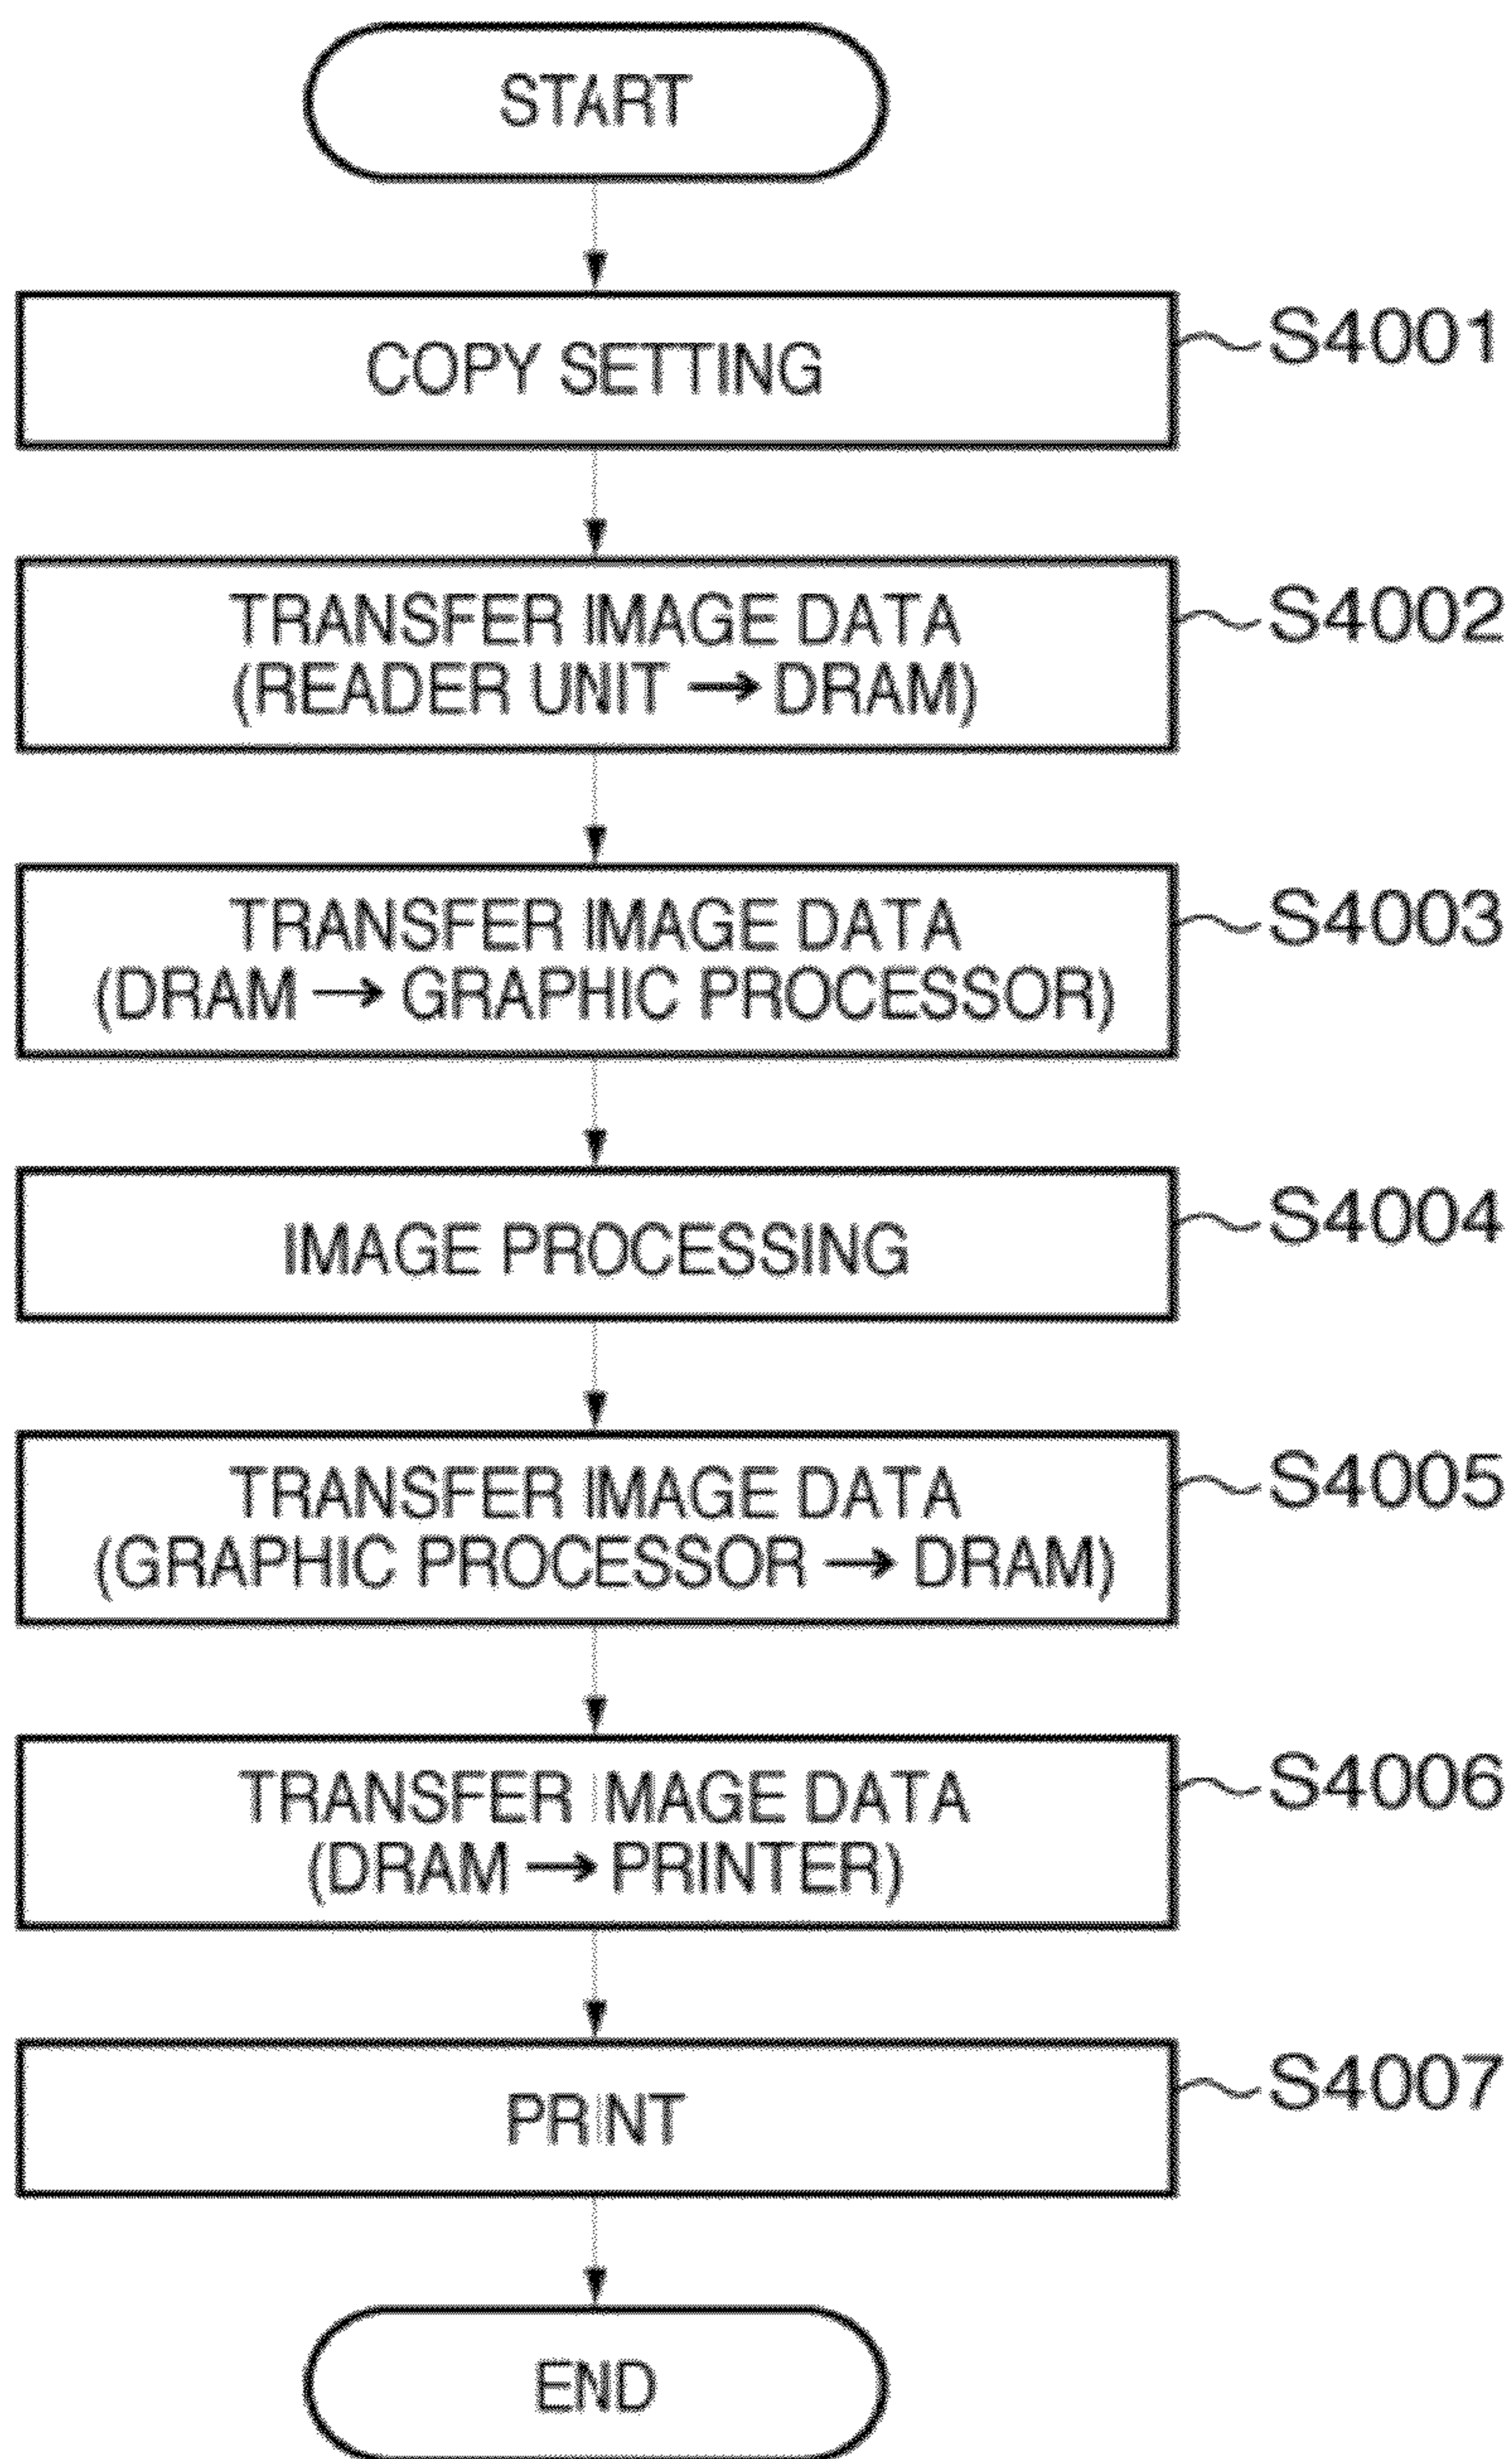 START
COPY SETTING
S4001
TRANSFER IMAGE DATA
(READER UNIT → DRAM)
S4002
TRANSFER IMAGE DATA
(DRAM → GRAPHIC PROCESSOR)
S4003
IMAGE PROCESSING
S4004
TRANSFER IMAGE DATA
(GRAPHIC PROCESSOR → DRAM)
S4005
TRANSFER IMAGE DATA
(DRAM → PRINTER)
S4006
PRINT
S4007
END